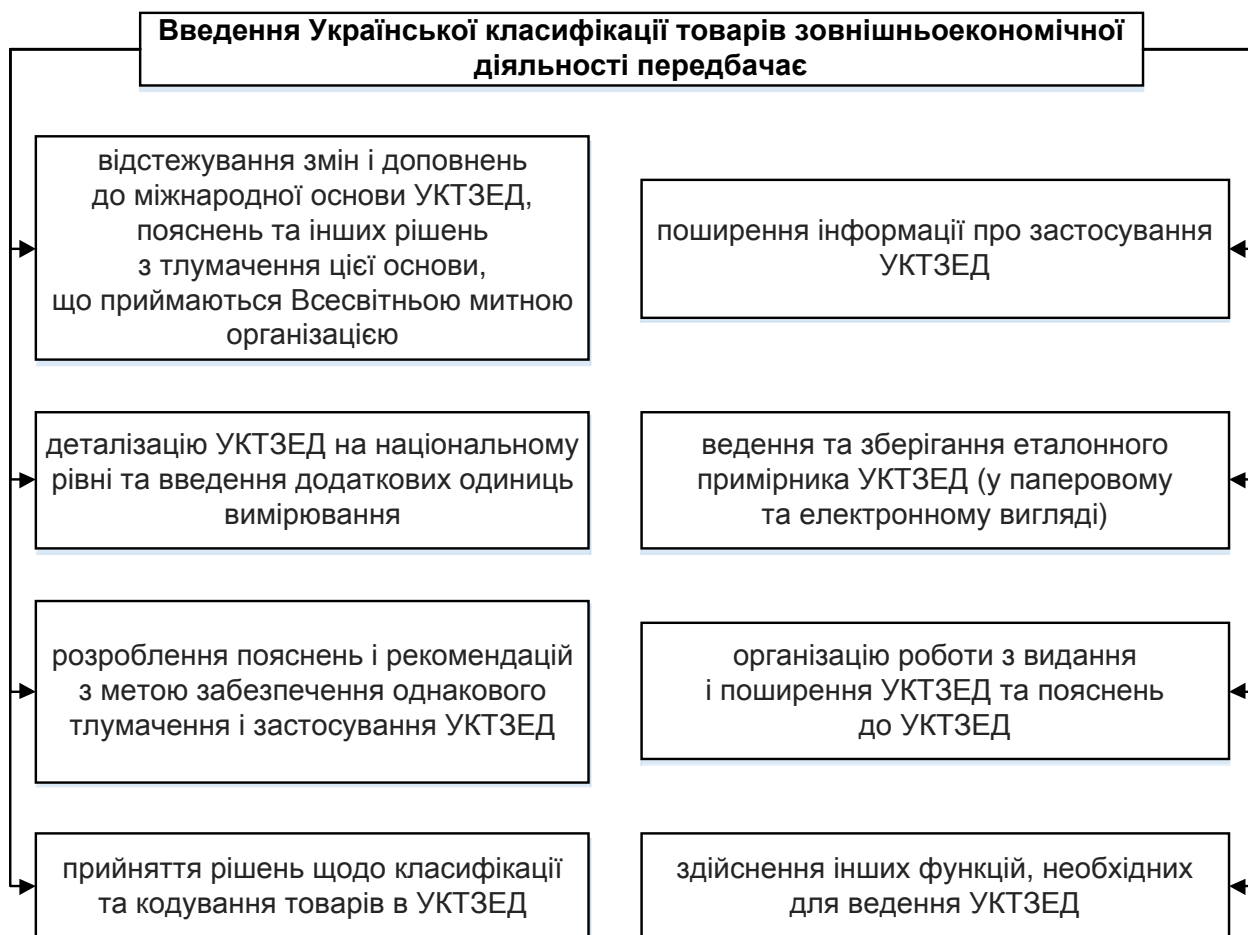 Введення Української класифікації товарів зовнішньоекономічної
діяльності передбачає
відстежування змін і доповнень
до міжнародної основи УКТЗЕД,
пояснень та інших рішень
з тлумачення цієї основи,
що приймаються Всесвітньою митною
організацією
деталізацію УКТЗЕД на національному
рівні та введення додаткових одиниць
вимірювання
розроблення пояснень і рекомендацій
з метою забезпечення однакового
тлумачення і застосування УКТЗЕД
прийняття рішень щодо класифікації
та кодування товарів в УКТЗЕД
поширення інформації про застосування
УКТЗЕД
ведення та зберігання еталонного
примірника УКТЗЕД (у паперовому
та електронному вигляді)
організацію роботи з видання
і поширення УКТЗЕД та пояснень
до УКТЗЕД
здійснення інших функцій, необхідних
для ведення УКТЗЕД